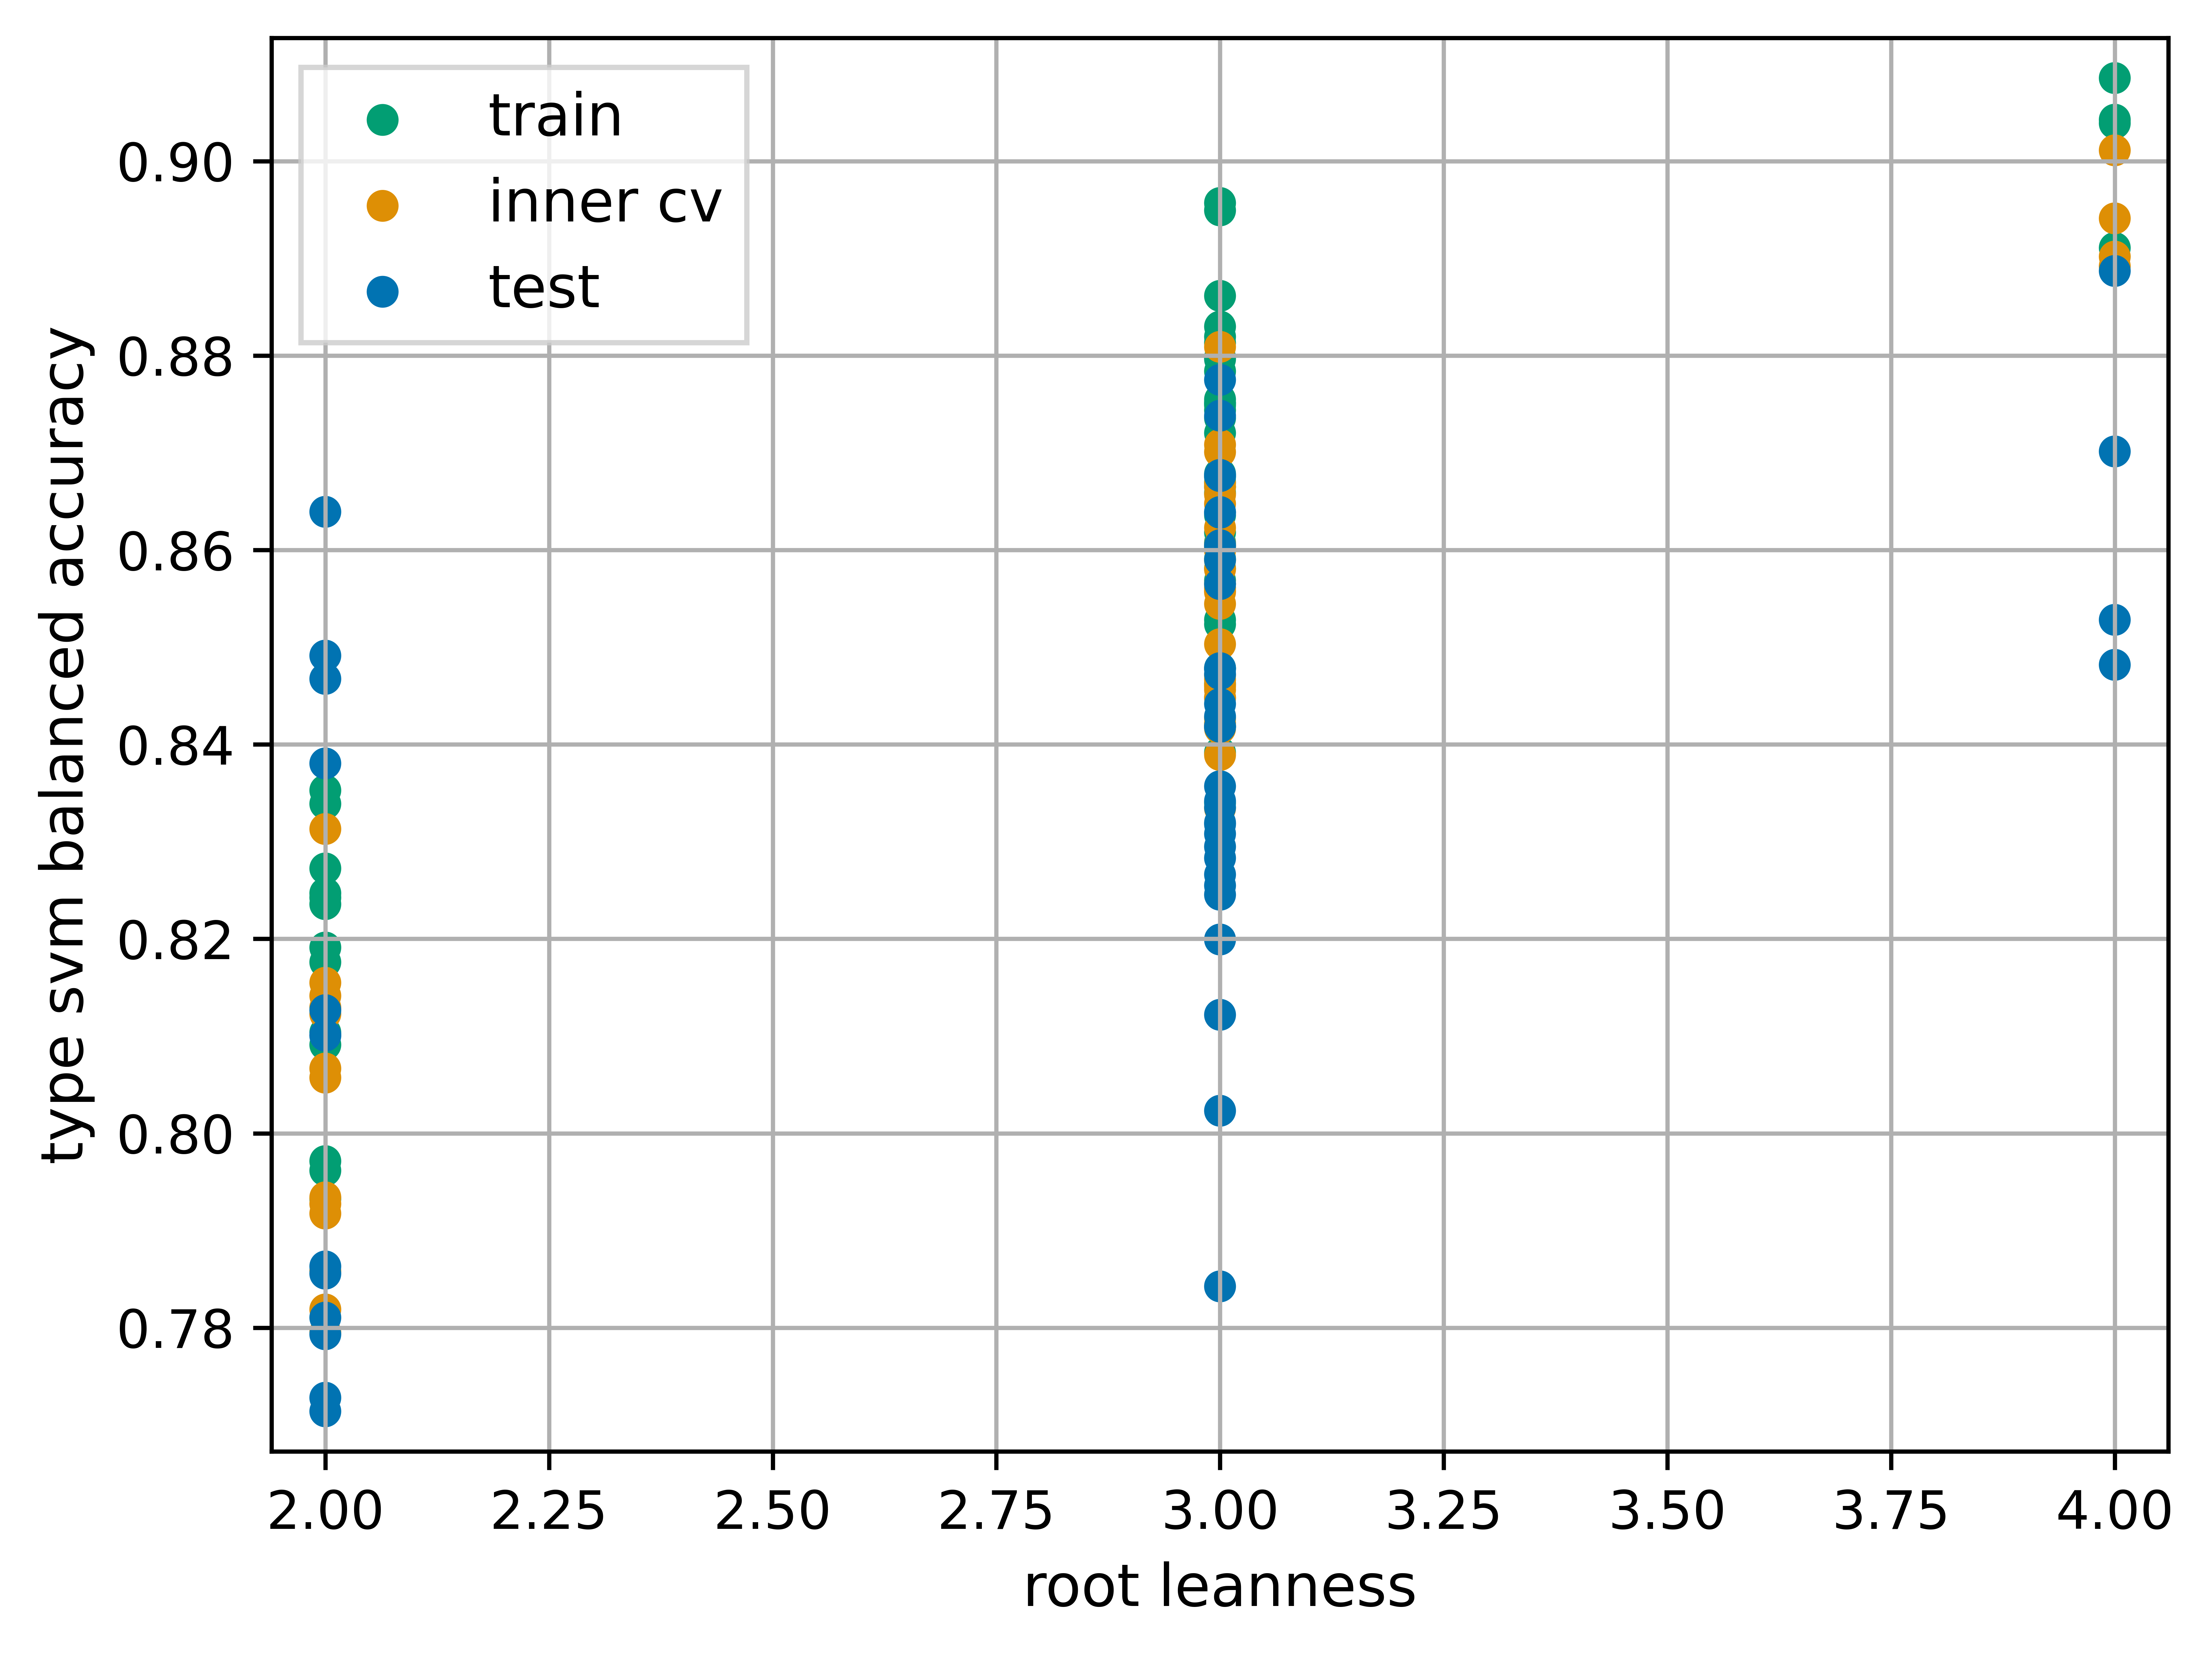 train
inner cv
test
0.90
0.88
0.86
0.84
0.82
0.80
0.78
type svm balanced accuracy
2.00 2.25 2.50 2.75 3.00 3.25 3.50 3.75 4.00
root leanness